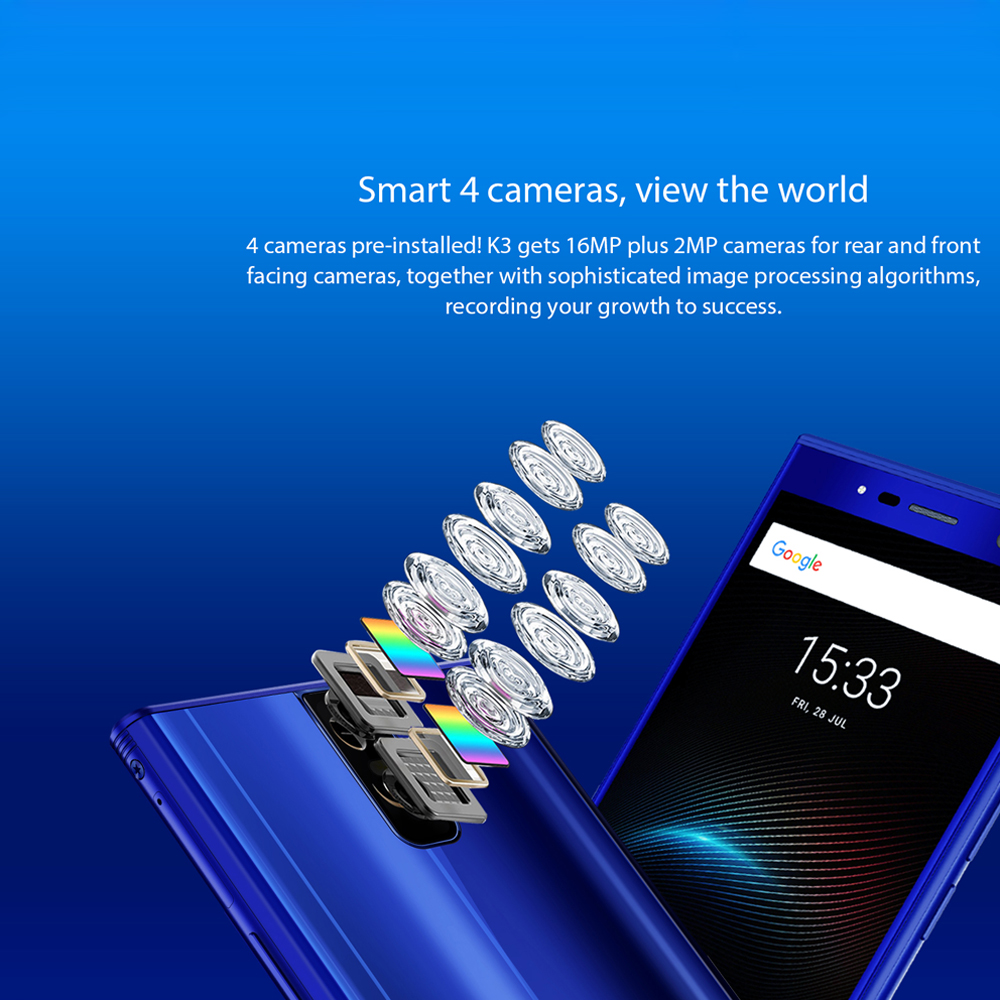 Smart 4 cameras, view the world
4 cameras pre-installed! K3 gets 16MP plus 2MP cameras for rear and front
facing cameras, together with sophisticated image processing algorithms,
recording your growth to success.
Google
15:33
FRI, 28 JUL